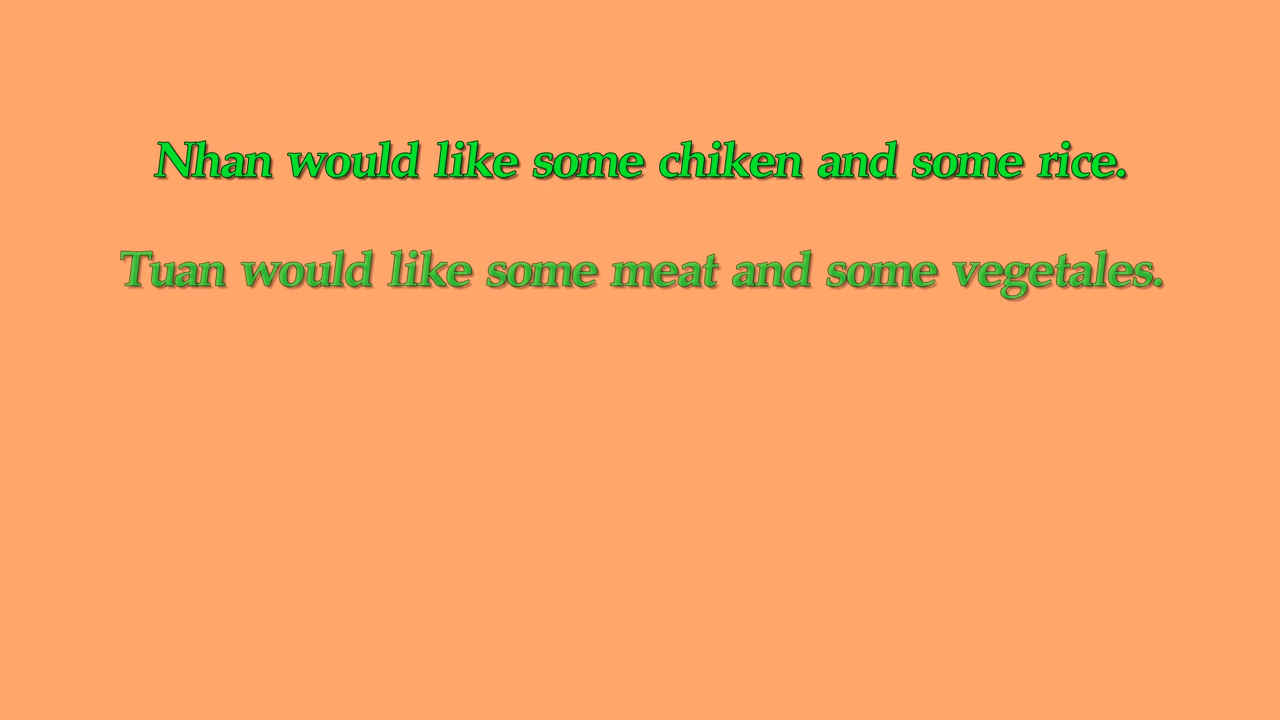 Nhan would like some chiken and some rice.
Tuan would like some meat and some vegetales.